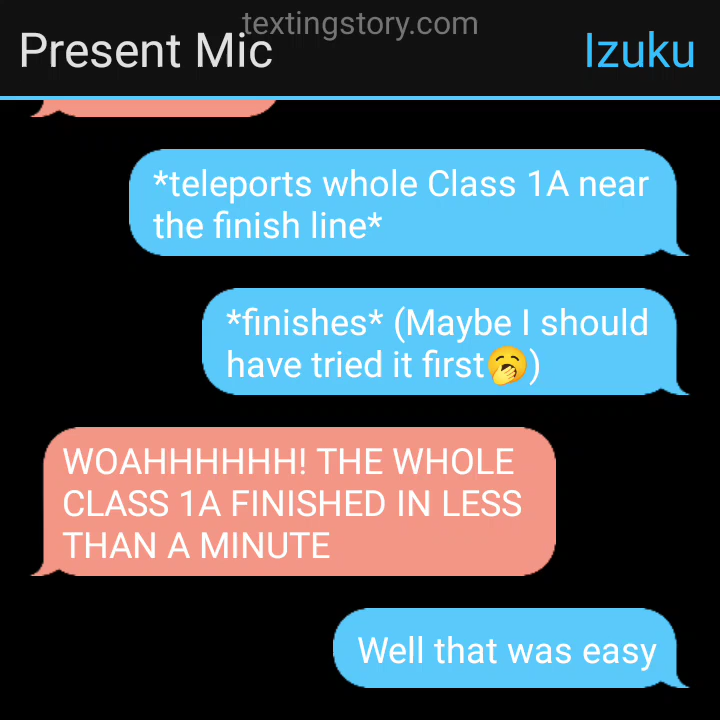 textingstory.com
Present Mic
Izuku
*teleports whole Class 1A near
the finish line*
*finishes* (Maybe I should
have tried it first🥱)
WOAHHHHHH! THE WHOLE
CLASS 1A FINISHED IN LESS
THAN A MINUTE
Well that was easy